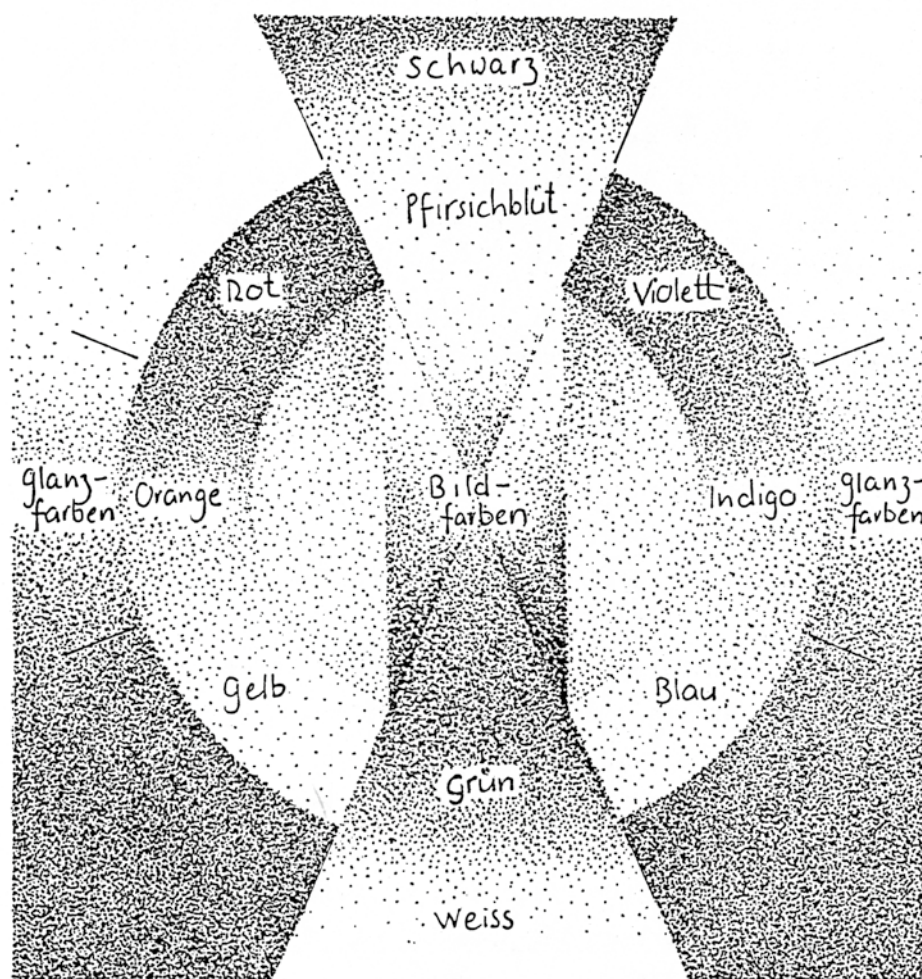 Schwarz
Pfirsichblüt
Rot
Violett
Glanz-
farben
Orange
Bild-
farben
Indigo
Glanz-
farben
Gelb
Blau
Grün
Weiss